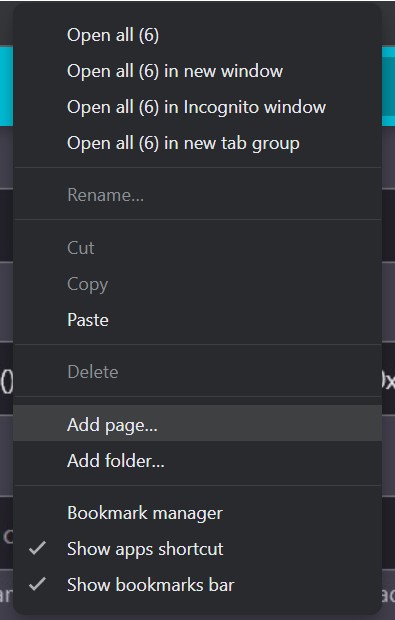 Open all (6)
Open all (6) in new window
Open all (6) in Incognito window
Open all (6) in new tab group
Rename...
Cut
Copy
Paste
Delete
Add page...
Add folder...
Bookmark manager
Show apps shortcut
Show bookmarks bar